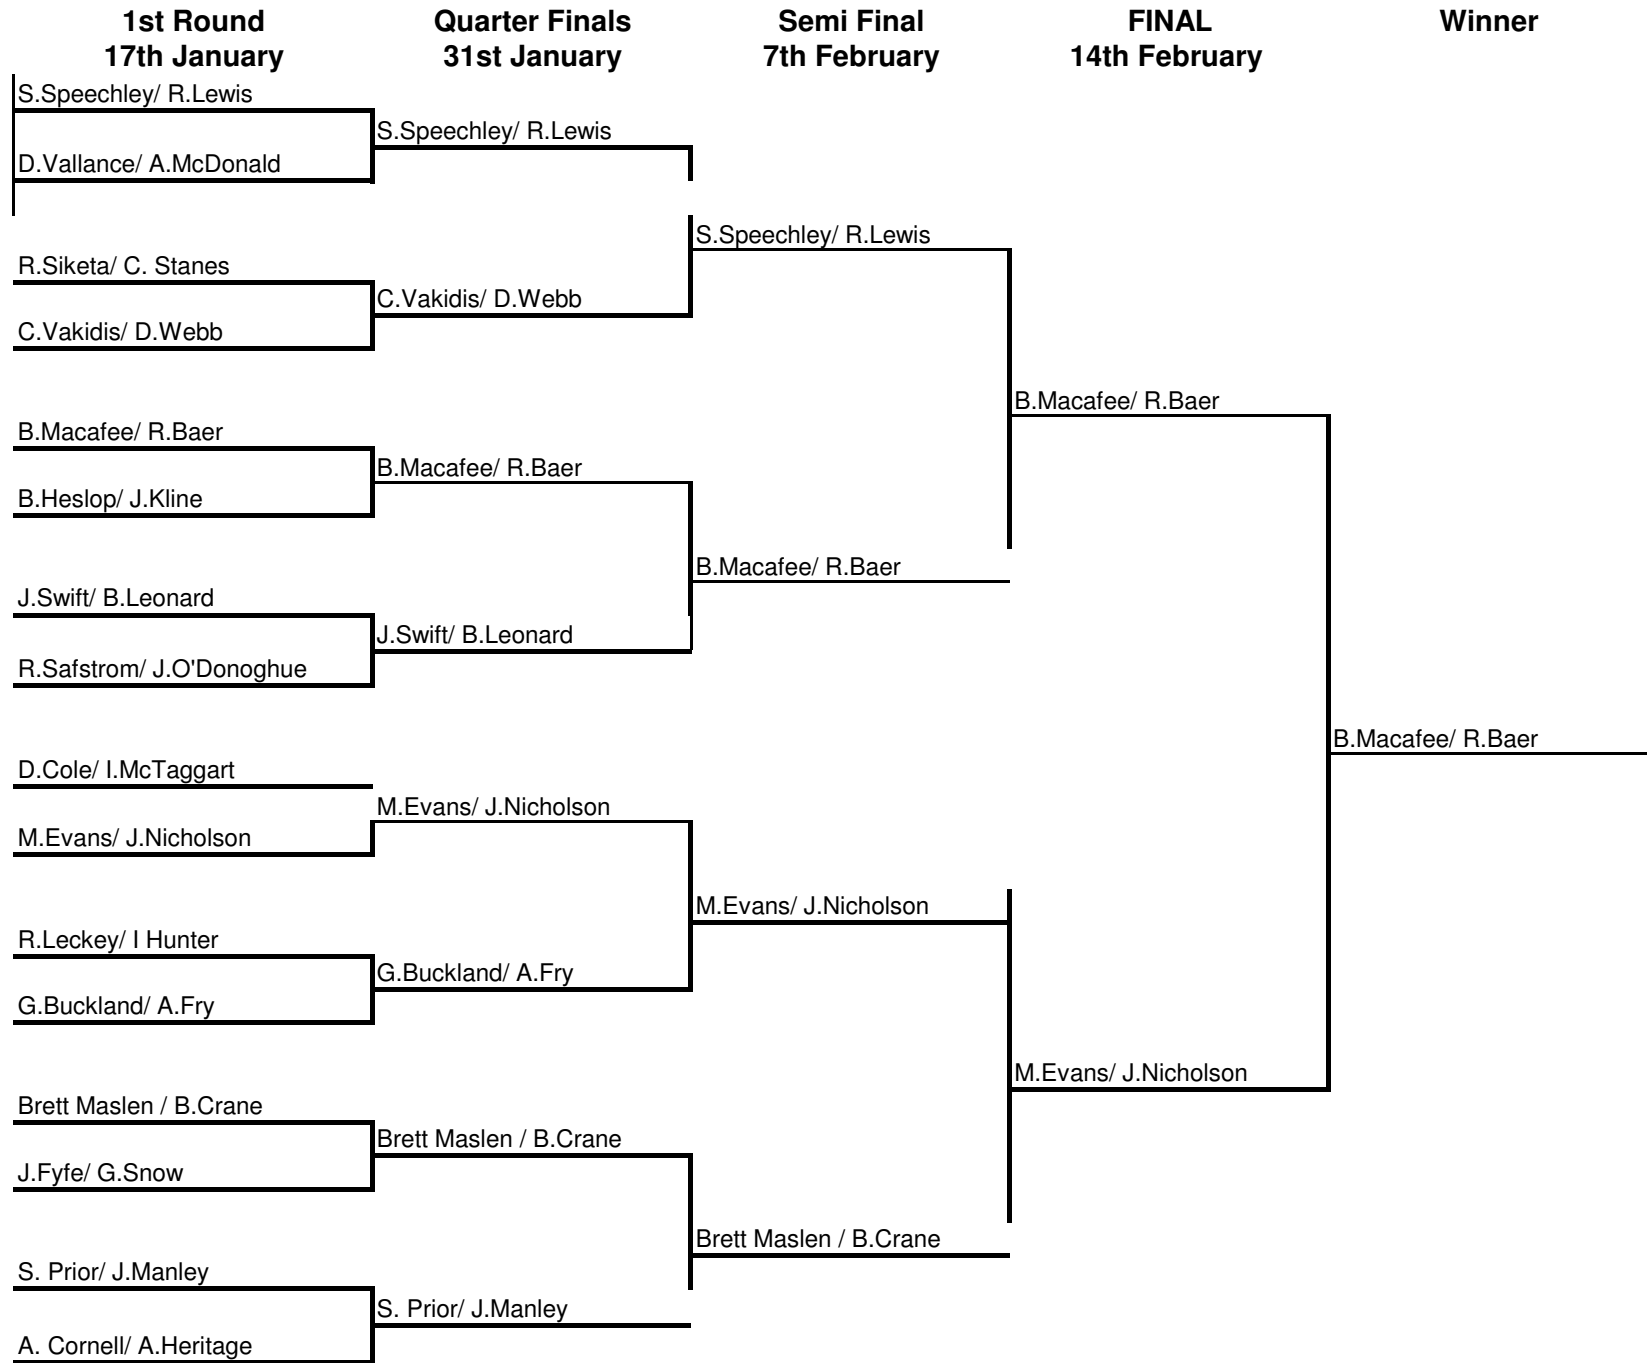 1st Round
17th January
Quarter Finals
31st January
Semi Final
7th February
FINAL
14th February
Winner
S.Speechley/ R.Lewis
D.Vallance/ A.McDonald
R.Siketa/ C. Stanes
C.Vakidis/ D.Webb
B.Macafee/ R.Baer
B.Heslop/ J.Kline
J.Swift/ B.Leonard
R.Safstrom/ J.O'Donoghue
D.Cole/ I.McTaggart
M.Evans/ J.Nicholson
R.Leckey/ I Hunter
G.Buckland/ A.Fry
Brett Maslen / B.Crane
J.Fyfe/ G.Snow
S. Prior/ J.Manley
A. Cornell/ A.Heritage
S.Speechley/ R.Lewis
C.Vakidis/ D.Webb
B.Macafee/ R.Baer
J.Swift/ B.Leonard
M.Evans/ J.Nicholson
G.Buckland/ A.Fry
Brett Maslen / B.Crane
S. Prior/ J.Manley
S.Speechley/ R.Lewis
B.Macafee/ R.Baer
M.Evans/ J.Nicholson
Brett Maslen / B.Crane
B.Macafee/ R.Baer
M.Evans/ J.Nicholson
B.Macafee/ R.Baer